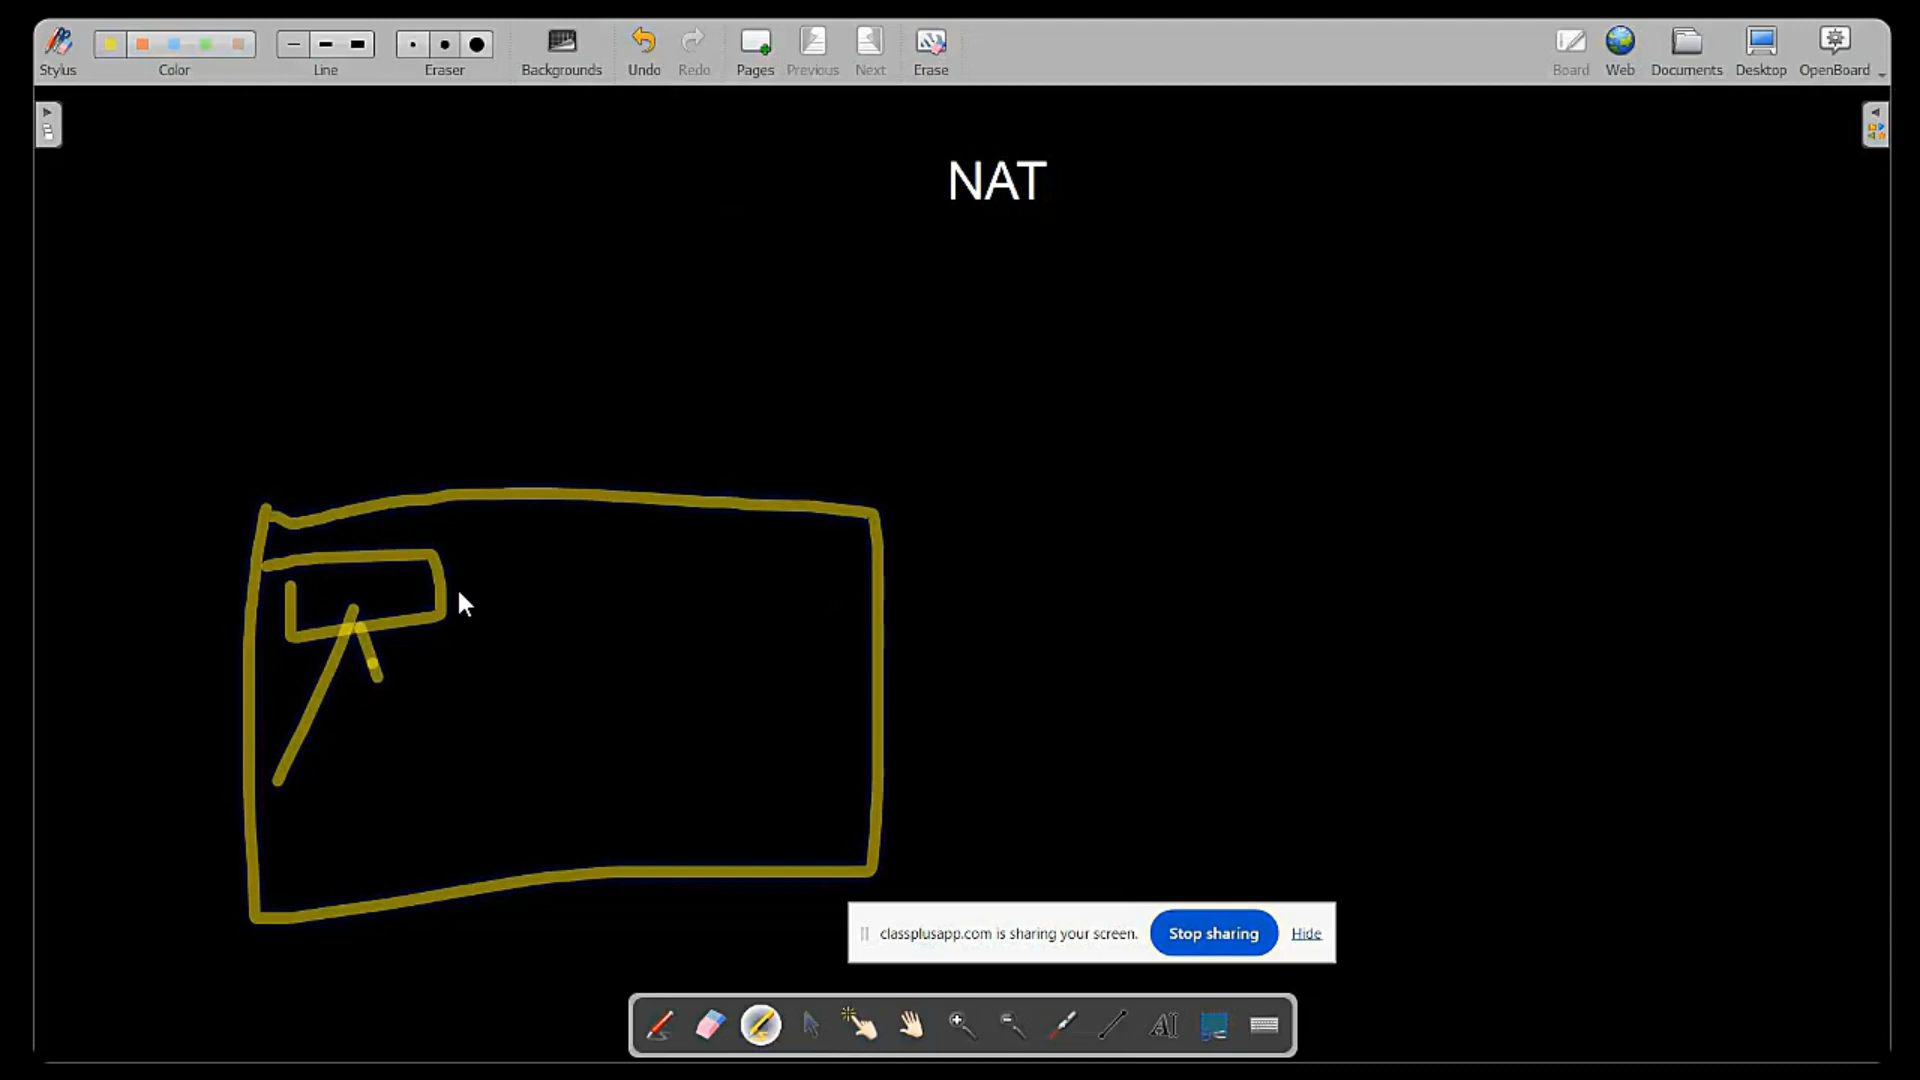 Stylus
Color
Line
Eraser
Backgrounds
Undo
Redo
Pages
Previous
Next
Erase
Board
Web
Documents
Desktop
OpenBoard
NAT
classplusapp.com is sharing your screen.
Stop sharing
Hide
AI